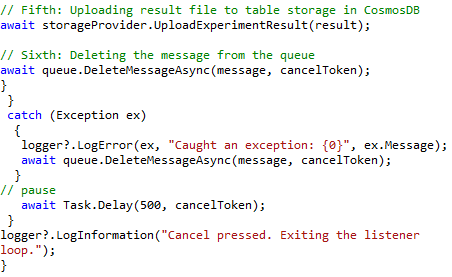 // Fifth: Uploading result file to table storage in CosmosDB
await storageProvider.UploadExperimentResult(result);

// Sixth: Deleting the message from the queue
await queue.DeleteMessageAsync(message, cancelToken);
}
 }
 catch (Exception ex)
  {
   logger?.LogError(ex, "Caught an exception: {0}", ex.Message);
   await queue.DeleteMessageAsync(message, cancelToken);
  }
// pause
   await Task.Delay(500, cancelToken);
 }
logger?.LogInformation("Cancel pressed. Exiting the listener
loop.");
}